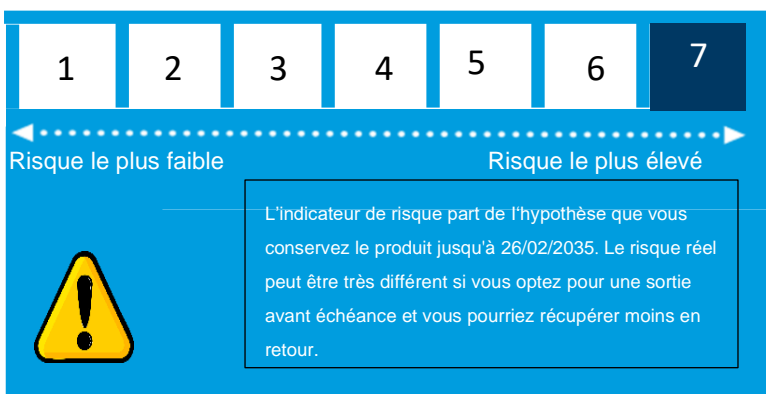 1 2 3 4 5 6 7
Risque le plus faible Risque le plus élevé
L'indicateur de risque part de l'hypothèse que vous
conservez le produit jusqu'à 26/02/2035. Le risque réel
peut être très différent si vous optez pour une sortie
avant échéance et vous pourriez récupérer moins en
retour.